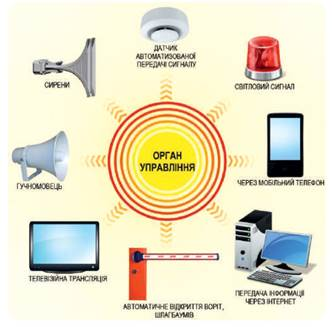 ДАТЧИК
АВТОМАТИЗОВАНОЇ
ПЕРЕДАЧІ СИГНАЛУ
СИРЕНИ
СВІТЛОВИЙ СИГНАЛ
ОРГАН
УПРАВЛІННЯ
ГУЧНОМОВЕЦЬ
ЧЕРЕЗ МОБІЛЬНИЙ ТЕЛЕФОН
ТЕЛЕВІЗІЙНА ТРАНСЛЯЦІЯ
АВТОМАТИЧНЕ ВІДКРИТТЯ ВОРІТ,
ШЛАГБАУМІВ
ПЕРЕДАЧА ІНФОРМАЦІЇ
ЧЕРЕЗ ІНТЕРНЕТ